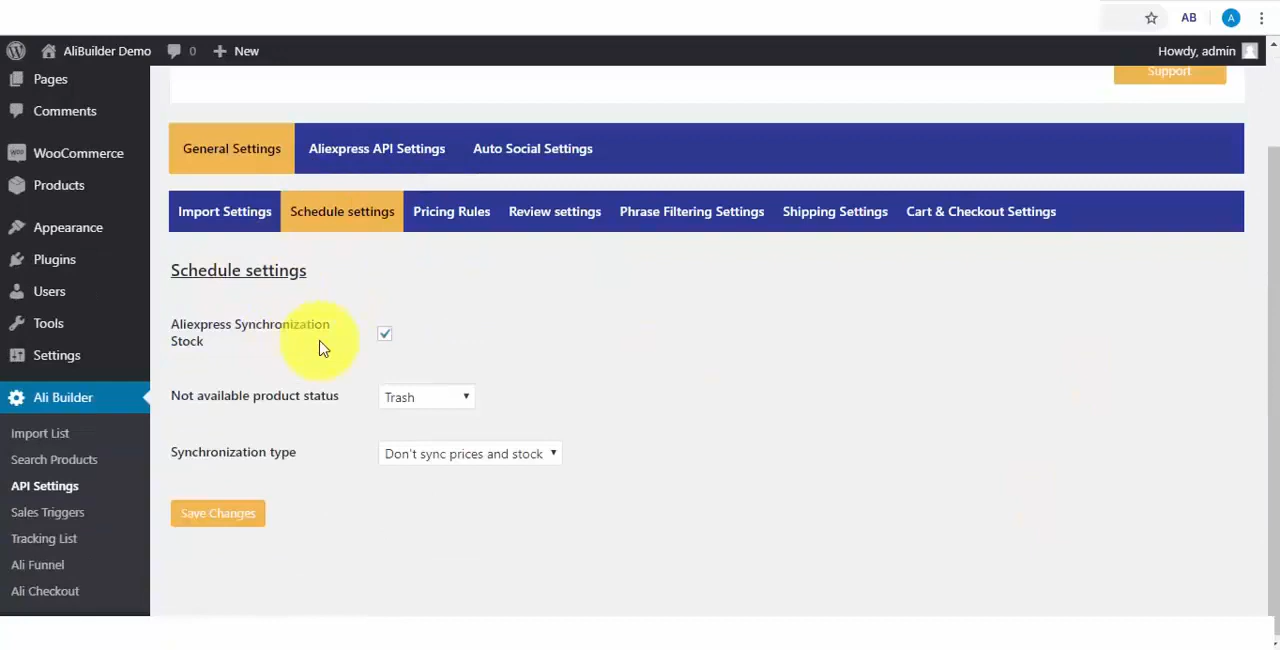 AB
A
AliBuilder Demo
0
New
Howdy, admin
Pages
Comments
WooCommerce
Products
Appearance
Plugins
Users
Tools
Settings
Ali Builder
Import List
Search Products
API Settings
Sales Triggers
Tracking List
Ali Funnel
Ali Checkout
Support
General Settings
Aliexpress API Settings
Auto Social Settings
Import Settings
Schedule settings
Pricing Rules
Review settings
Phrase Filtering Settings
Shipping Settings
Cart & Checkout Settings
Schedule settings
Aliexpress Synchronization
Stock
Not available product status
Trash
Synchronization type
Don't sync prices and stock
Save Changes